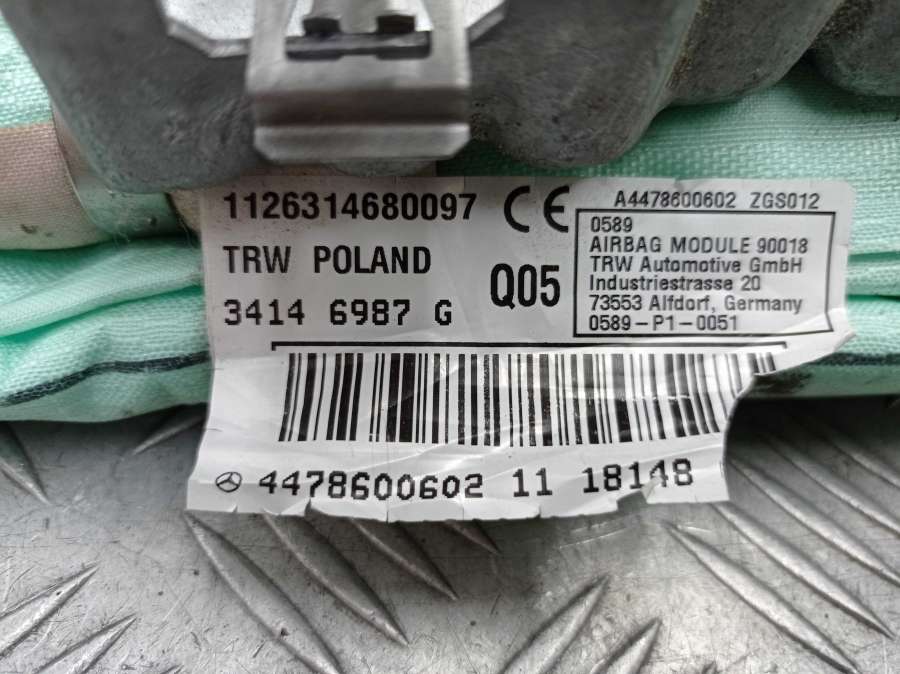 1126314680097
TRW POLAND
3414 6987 G
CE
Q05
A4478600602 ZGS012
0589
AIRBAG MODULE 90018
TRW Automotive GmbH
Industriestrasse 20
73553 Alfdorf, Germany
0589-P1-0051
4478600602 11 18148